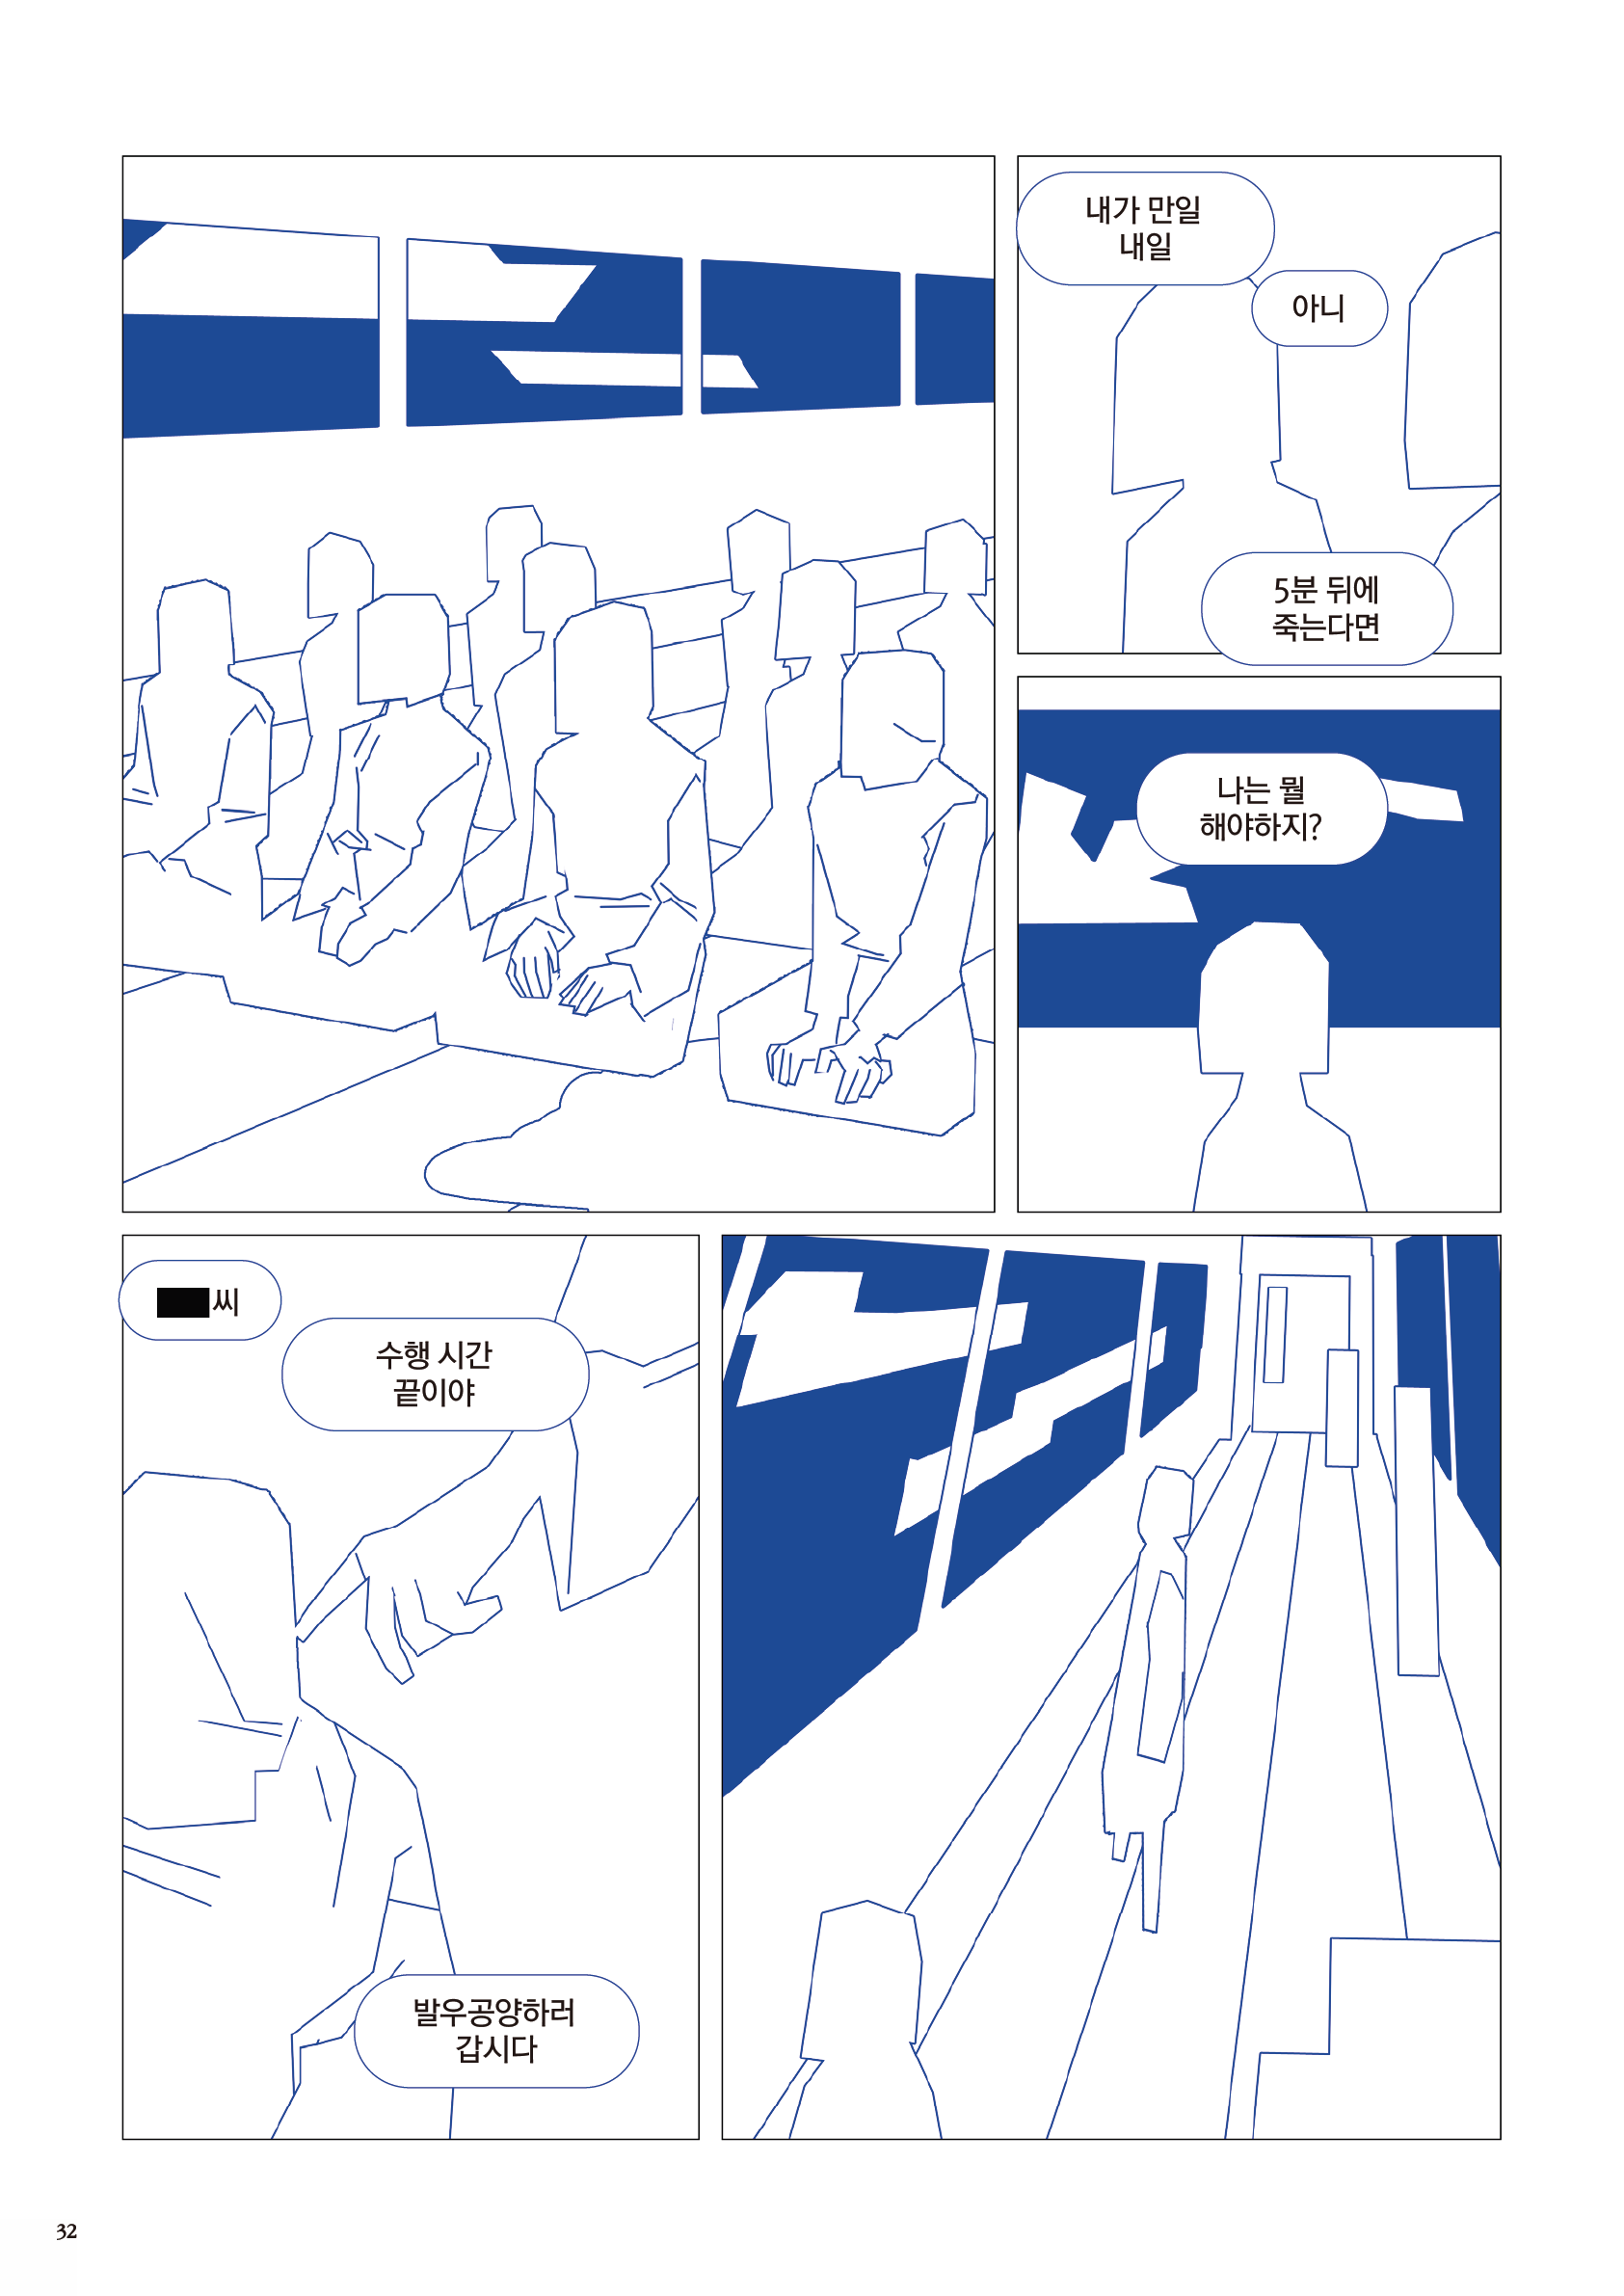 내가 만일
내일
아니
5분 뒤에
죽는다면
나는 뭘
해야하지?
씨
수행 시간
끝이야
발우공양하러
갑시다
32